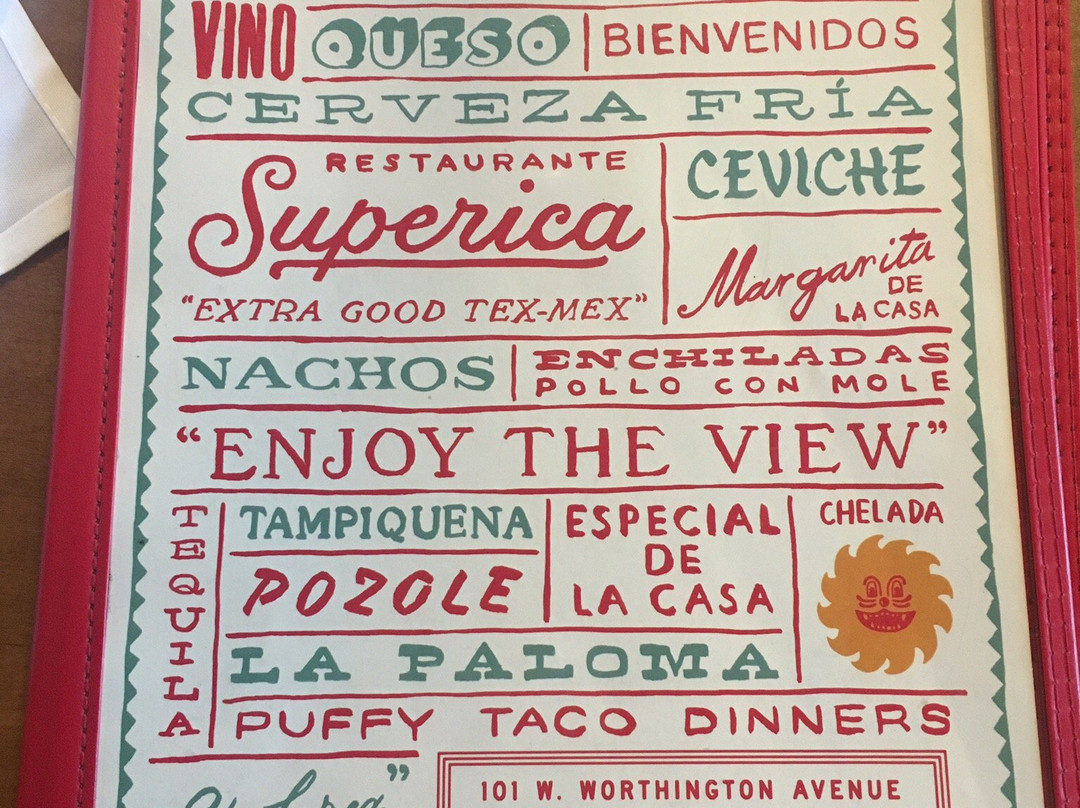 VINO QUESO BIENVENIDOS
CERVEZA FRÍA
RESTAURANTE
Superica
"EXTRA GOOD TEX-MEX"
CEVICHE
Margarita
DE
LA CASA
NACHOS
ENCHILADAS
POLLO CON MOLE
"ENJOY THE VIEW"
TEQUILA
TAMPIQUENA
POZOLE
ESPECIAL
DE
LA CASA
CHELADA
LA PALOMA
PUFFY TACO DINNERS
101 W. WORTHINGTON AVENUE